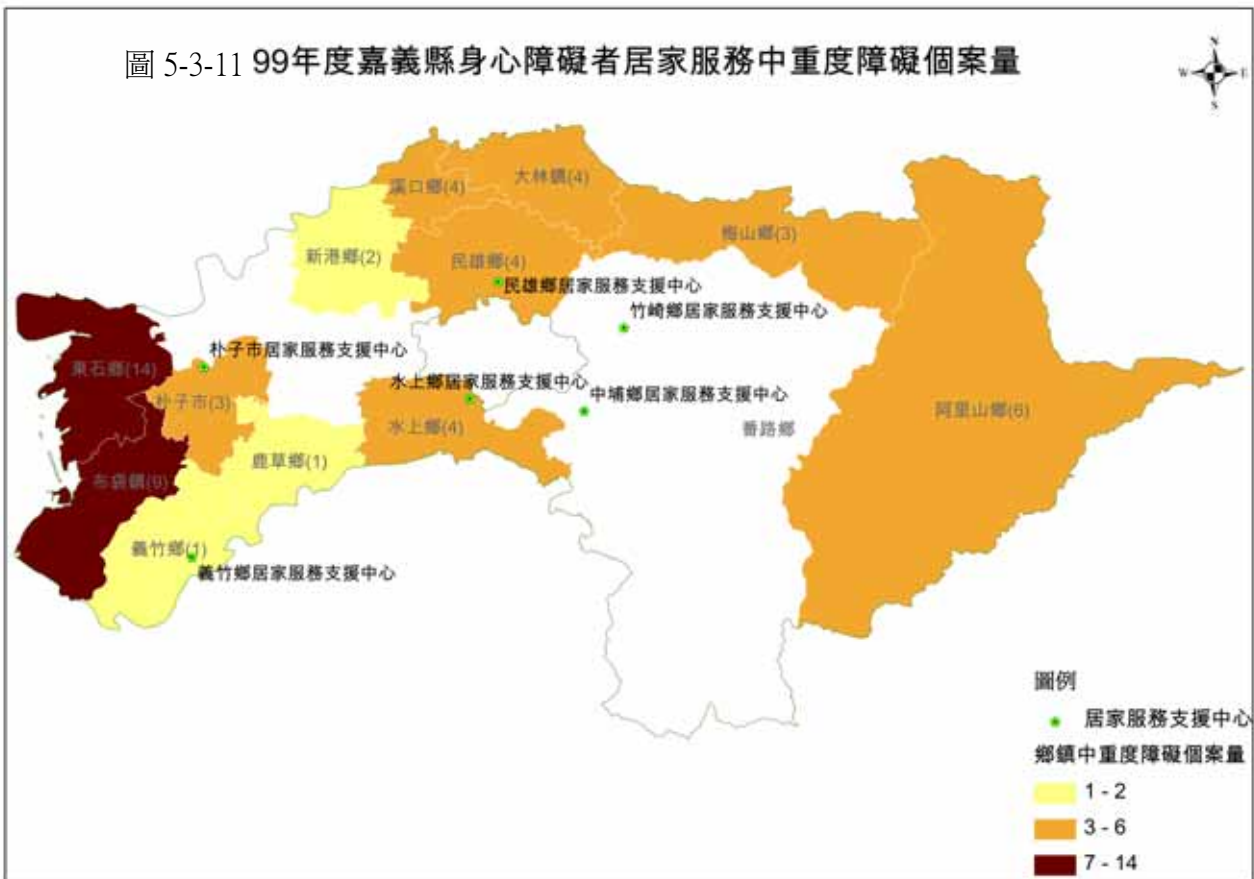 圖 5-3-11 99年度嘉義縣身心障礙者居家服務中重度障礙個案量
N
W E
S
溪口鄉(4)
大林鎮(4)
梅山鄉(3)
新港鄉(2)
民雄鄉(4)
民雄鄉居家服務支援中心
竹崎鄉居家服務支援中心
朴子市居家服務支援中心
東石鄉(14)
水上鄉居家服務支援中心
中埔鄉居家服務支援中心
朴子市(3)
阿里山鄉(6)
水上鄉(4)
番路鄉
鹿草鄉(1)
布袋鎮(9)
義竹鄉(1)
義竹鄉居家服務支援中心
圖例
居家服務支援中心
鄉鎮中重度障礙個案量
1 - 2
3 - 6
7 - 14